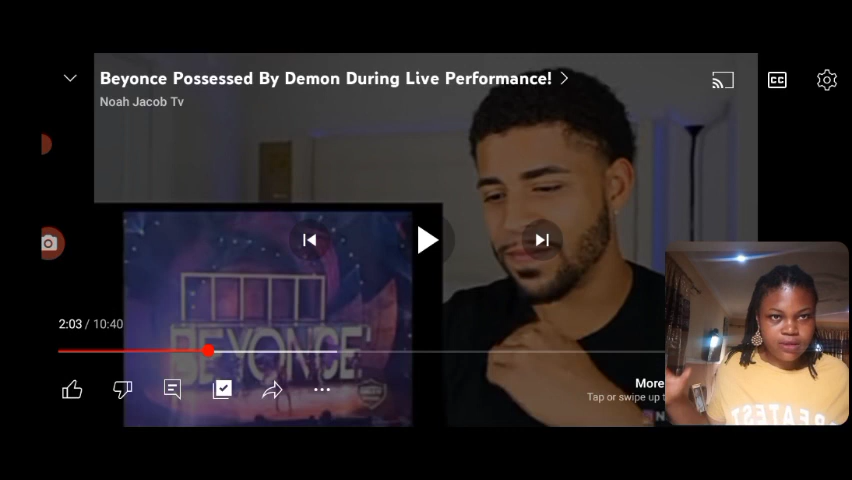 Beyonce Possessed By Demon During Live Performance!
Noah Jacob Tv
CC
BEYONCE'
2:03 / 10:40
More
Tap or swipe up t
GREATEST